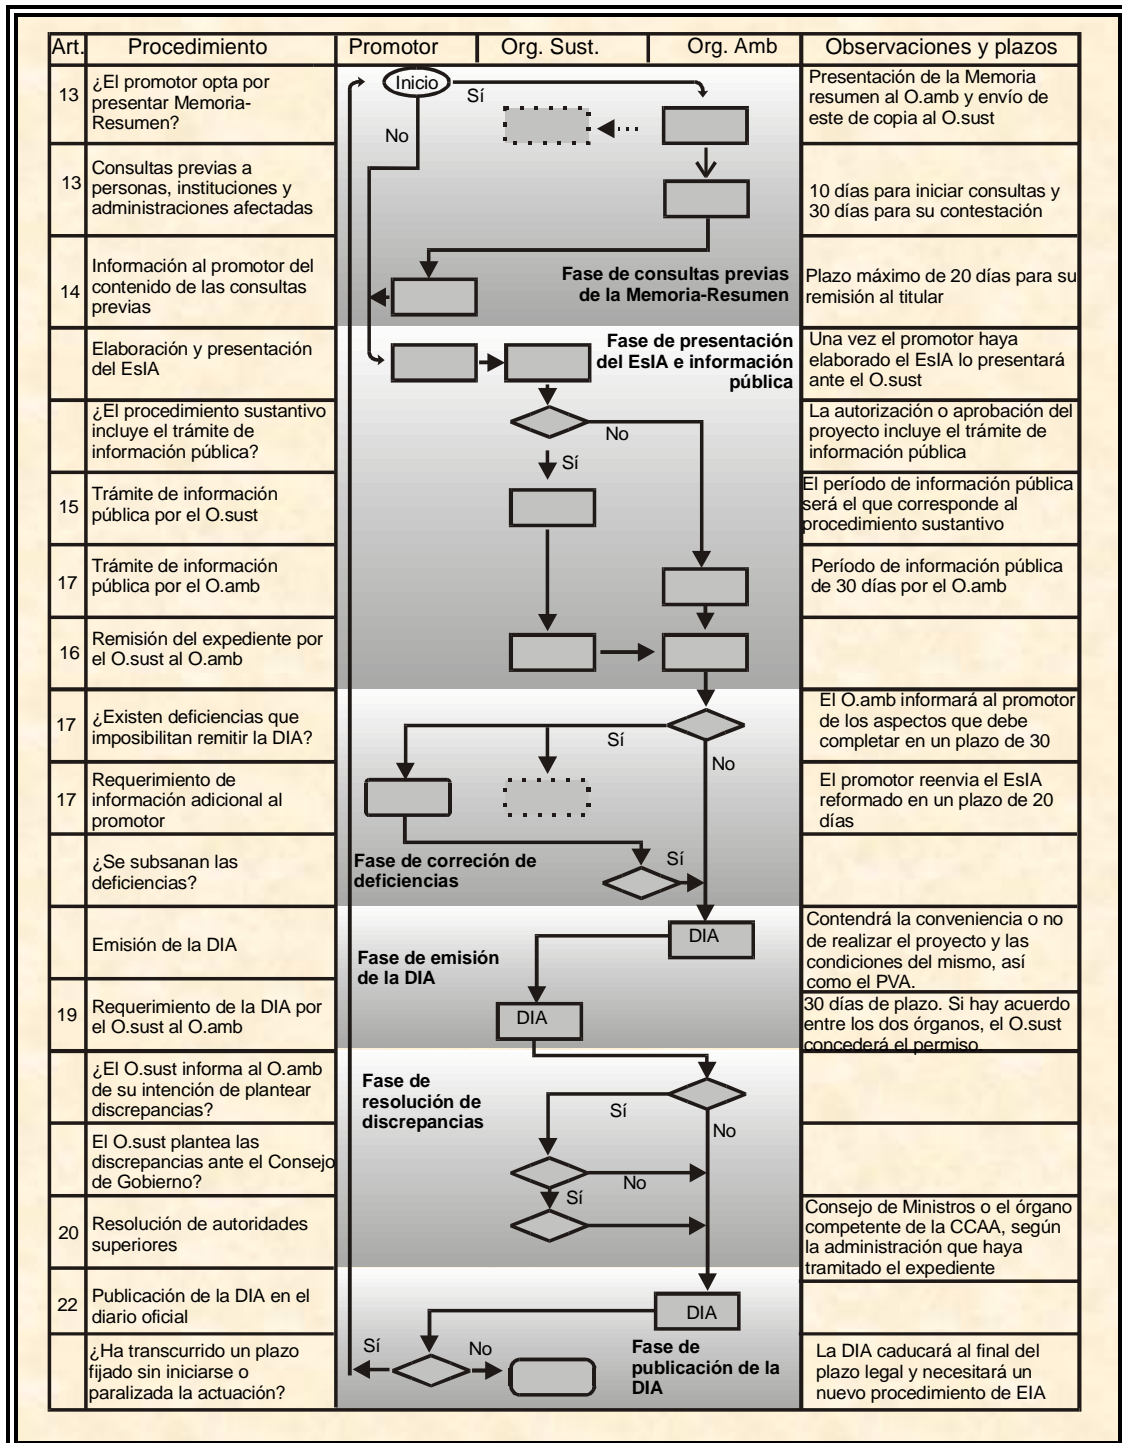 Art. Procedimiento Promotor Org. Sust. Org. Amb Observaciones y plazos
13
¿El promotor opta por
presentar Memoria-
Resumen?
Inicio
Sí
No
Presentación de la Memoria
resumen al O.amb y envío de
este de copia al O.sust
13
Consultas previas a
personas, instituciones y
administraciones afectadas
10 días para iniciar consultas y
30 días para su contestación
14
Información al promotor del
contenido de las consultas
previas
Fase de consultas previas
de la Memoria-Resumen
Plazo máximo de 20 días para su
remisión al titular
Elaboración y presentación
del EsIA
Fase de presentación
del EsIA e información
pública
Una vez el promotor haya
elaborado el EsIA lo presentará
ante el O.sust
¿El procedimiento sustantivo
incluye el trámite de
información pública?
No
Sí
La autorización o aprobación del
proyecto incluye el trámite de
información pública
15
Trámite de información
pública por el O.sust
El período de información pública
será el que corresponde al
procedimiento sustantivo
17
Trámite de información
pública por el O.amb
Período de información pública
de 30 días por el O.amb
16
Remisión del expediente por
el O.sust al O.amb
17
¿Existen deficiencias que
imposibilitan remitir la DIA?
Sí
No
El O.amb informará al promotor
de los aspectos que debe
completar en un plazo de 30
17
Requerimiento de
información adicional al
promotor
El promotor reenvia el EsIA
reformado en un plazo de 20
días
¿Se subsanan las
deficiencias?
Fase de correción de
deficiencias
Sí
Emisión de la DIA
Fase de emisión
de la DIA
DIA
Contendrá la conveniencia o no
de realizar el proyecto y las
condiciones del mismo, así
como el PVA.
19
Requerimiento de la DIA por
el O.sust al O.amb
DIA
30 días de plazo. Si hay acuerdo
entre los dos órganos, el O.sust
concederá el permiso.
¿El O.sust informa al O.amb
de su intención de plantear
discrepancias?
Fase de
resolución de
discrepancias
Sí
No
El O.sust plantea las
discrepancias ante el Consejo
de Gobierno?
No
Sí
20
Resolución de autoridades
superiores
Consejo de Ministros o el órgano
competente de la CCAA, según
la administración que haya
tramitado el expediente
22
Publicación de la DIA en el
diario oficial
DIA
¿Ha transcurrido un plazo
fijado sin iniciarse o
paralizada la actuación?
Sí
No
Fase de
publicación de la
DIA
La DIA caducará al final del
plazo legal y necesitará un
nuevo procedimiento de EIA